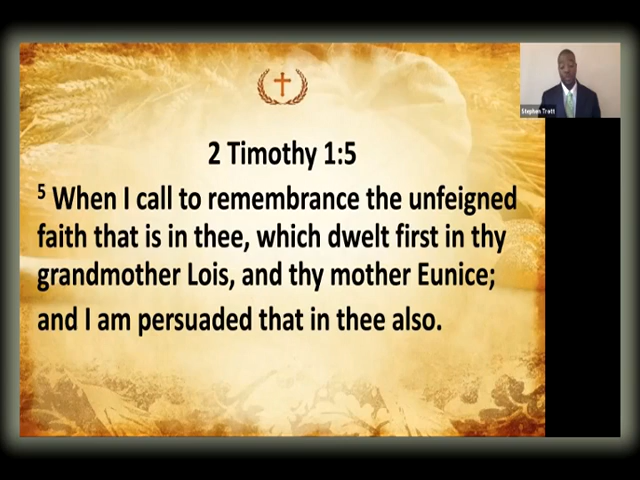 2 Timothy 1:5
5 When I call to remembrance the unfeigned
faith that is in thee, which dwelt first in thy
grandmother Lois, and thy mother Eunice;
and I am persuaded that in thee also.
Stephen Trott